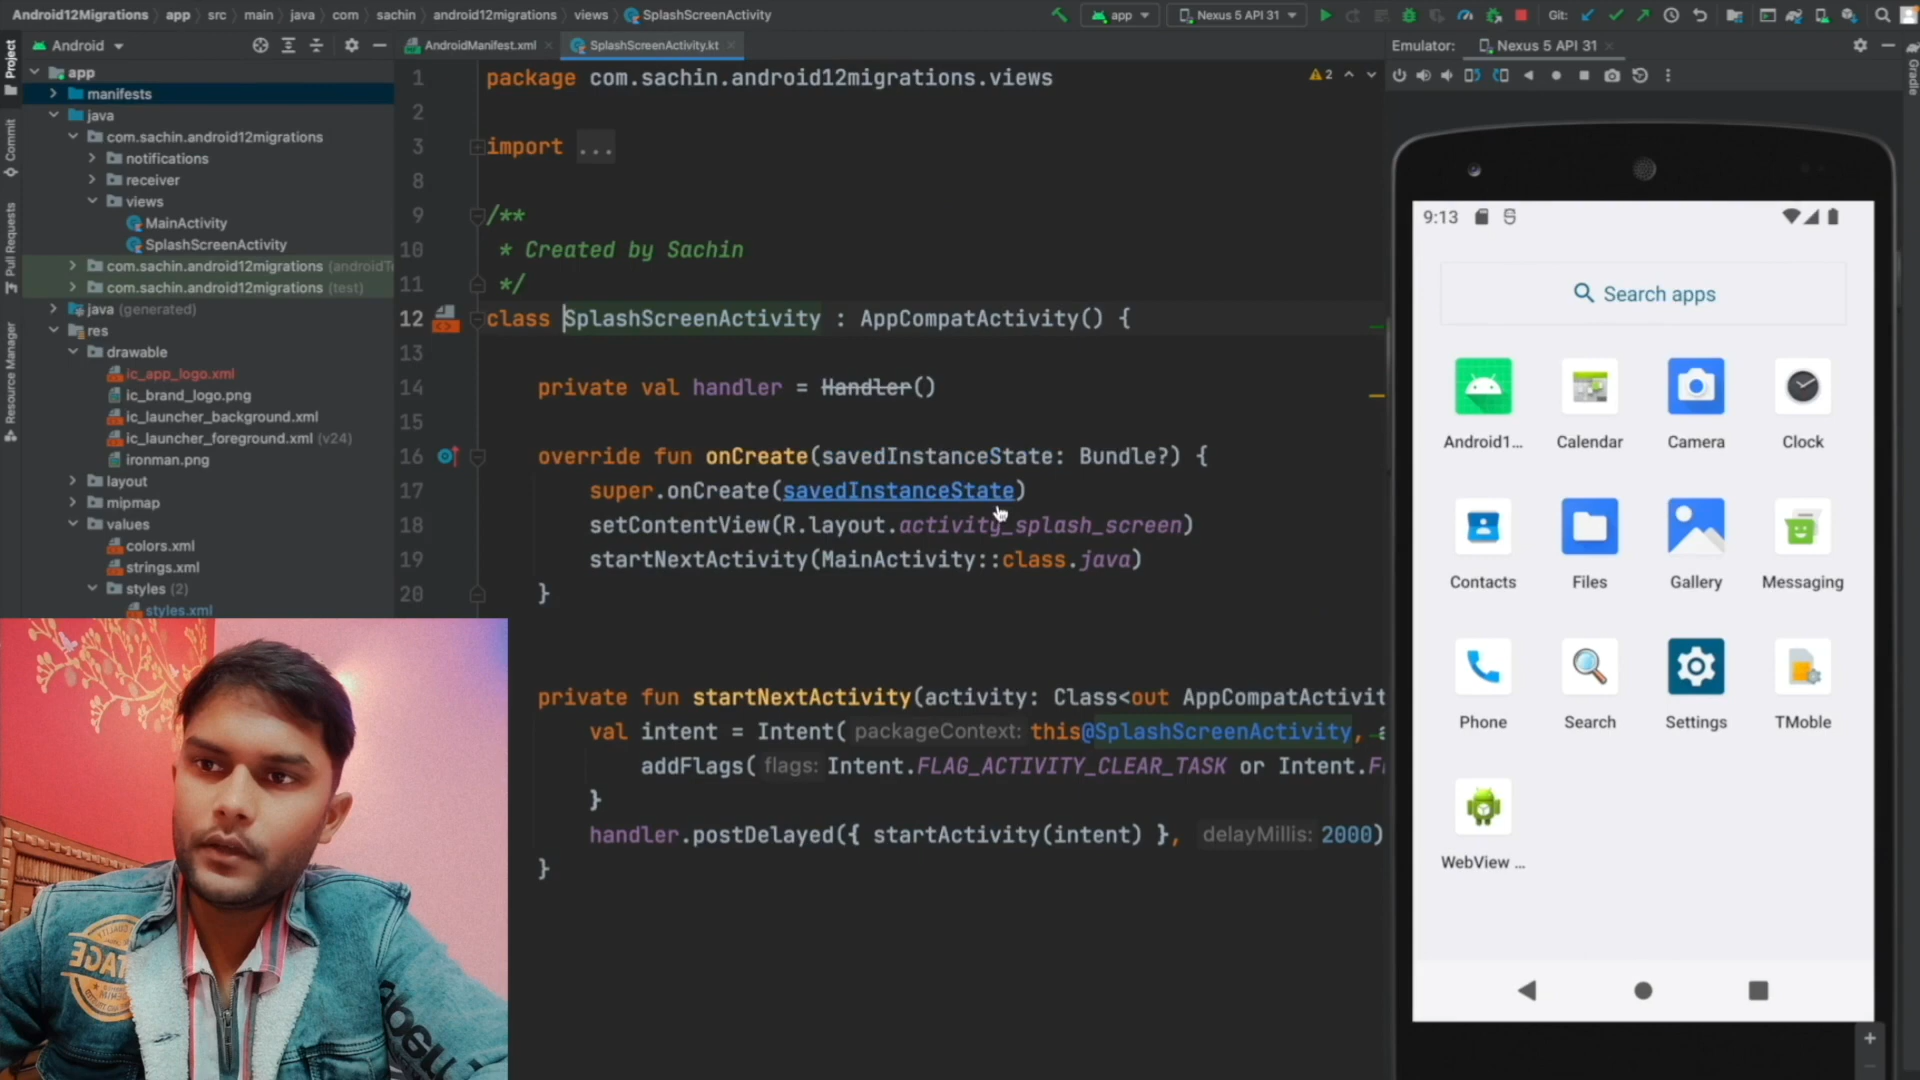 Android12Migrations app src main java com sachin android12migrations views SplashScreenActivity
app Nexus 5 API 31 Git:
Project
Commit
Pull Requests
Resource Manager
Gradle
Android
app
manifests
java
com.sachin.android12migrations
notifications
receiver
views
MainActivity
SplashScreenActivity
com.sachin.android12migrations (androidTe
com.sachin.android12migrations (test)
java (generated)
res
drawable
ic_app_logo.xml
ic_brand_logo.png
ic_launcher_background.xml
ic_launcher_foreground.xml (v24)
ironman.png
layout
mipmap
values
colors.xml
strings.xml
styles (2)
styles.xml
AndroidManifest.xml SplashScreenActivity.kt
2
1 package com.sachin.android12migrations.views
2
3 import ...
8
9 /**
10 * Created by Sachin
11 */
12 class SplashScreenActivity : AppCompatActivity() {
13
14 private val handler = Handler()
15
16 override fun onCreate(savedInstanceState: Bundle?) {
17 super.onCreate(savedInstanceState)
18 setContentView(R.layout.activity_splash_screen)
19 startNextActivity(MainActivity::class.java)
20 }
private fun startNextActivity(activity: Class<out AppCompatActivit
val intent = Intent( packageContext: this@SplashScreenActivity, a
addFlags( flags: Intent.FLAG_ACTIVITY_CLEAR_TASK or Intent.F
}
handler.postDelayed({ startActivity(intent) }, delayMillis: 2000)
}
Emulator: Nexus 5 API 31
9:13
Search apps
Android1... Calendar Camera Clock
Contacts Files Gallery Messaging
Phone Search Settings TMoble
WebView ...